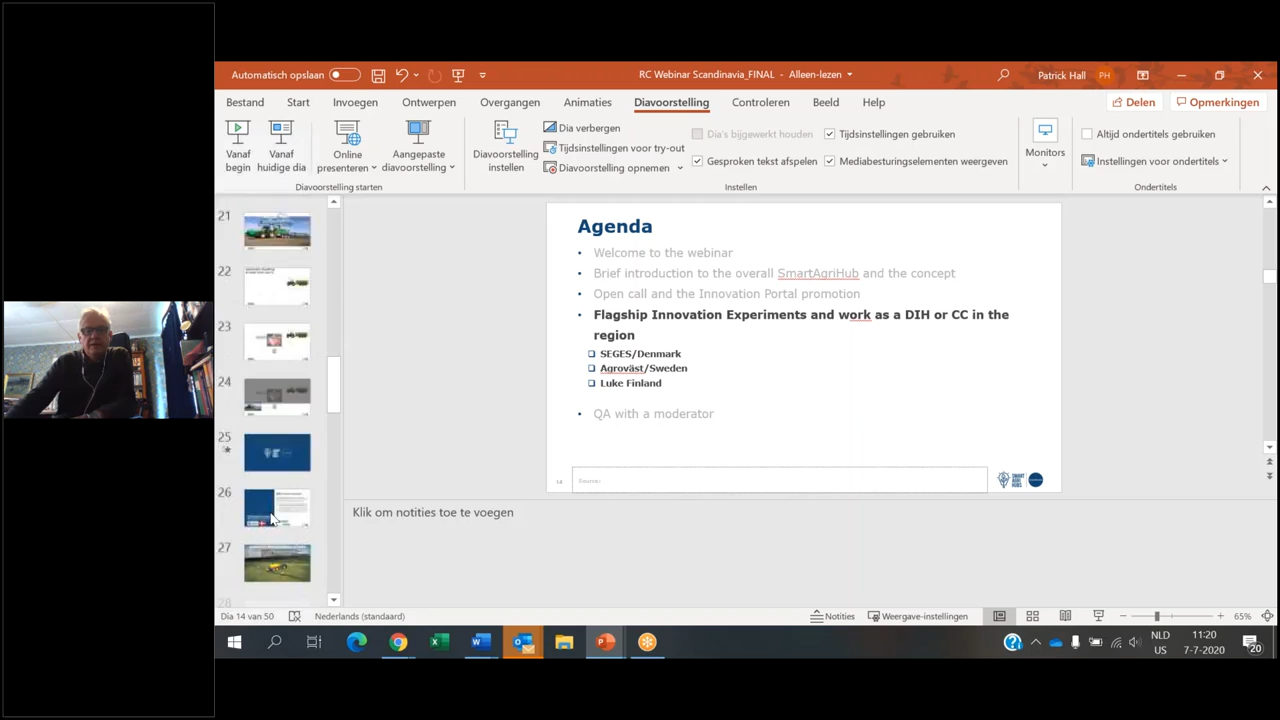 Automatisch opslaan
RC Webinar Scandinavia_FINAL - Alleen-lezen
Patrick Hall PH
Bestand Start Invoegen Ontwerpen Overgangen Animaties Diavoorstelling Controleren Beeld Help Delen Opmerkingen
Vanaf begin
Vanaf huidige dia
Online presenteren
Aangepaste diavoorstelling
Diavoorstelling starten
Diavoorstelling instellen
Dia verbergen
Tijdsinstellingen voor try-out
Diavoorstelling opnemen
Dia's bijgewerkt houden
Gesproken tekst afspelen
Tijdsinstellingen gebruiken
Mediabesturingselementen weergeven
Instellen
Monitors
Altijd ondertitels gebruiken
Instellingen voor ondertitels
Ondertitels
21
22
23
24
25
26
27
28
Agenda
• Welcome to the webinar
• Brief introduction to the overall SmartAgriHub and the concept
• Open call and the Innovation Portal promotion
• Flagship Innovation Experiments and work as a DIH or CC in the
region
SEGES/Denmark
Agroväst/Sweden
Luke Finland
• QA with a moderator
14
Source:
SMART
AGRI
HUBS
Klik om notities toe te voegen
Dia 14 van 50 Nederlands (standaard) Notities Weergave-instellingen 65%
NLD
US
11:20
7-7-2020
20